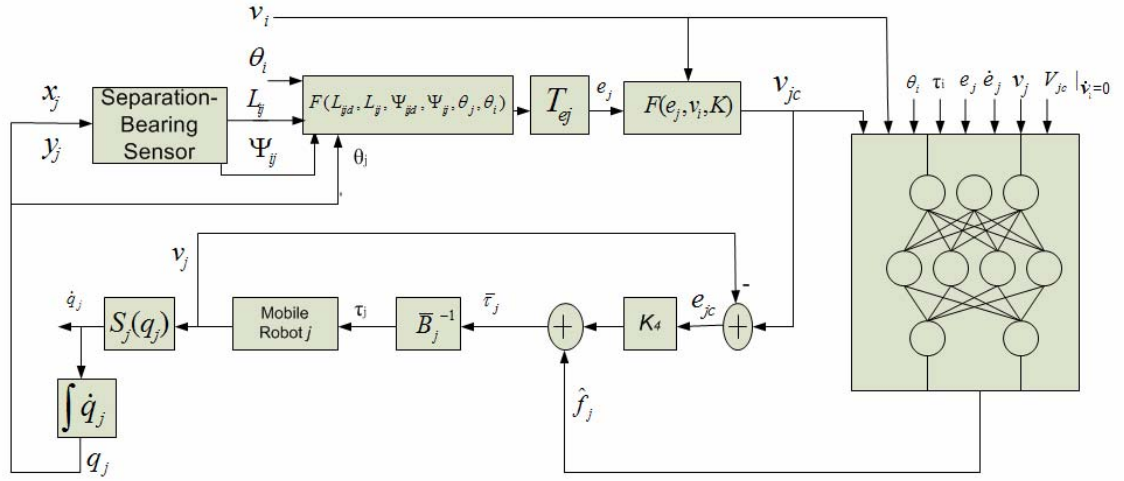 v_i
θ_i
x_j
y_j
Separation-
Bearing
Sensor
L_ij
Ψ_ij
F(L_ijd, L_ij, Ψ_ijd, Ψ_ij, θ_j, θ_i)
θ_j
T_ej
e_j
F(e_j, v_i, K)
v_jc
θ_i τ_i e_j ė_j v_j V_jc |_v̇_i=0
v_j
-
q̇_j
S_j(q_j)
Mobile
Robot j
τ_j
B̄_j⁻¹
τ̄_j
+
K₄
e_jc
+
∫ q̇_j
f̂_j
q_j